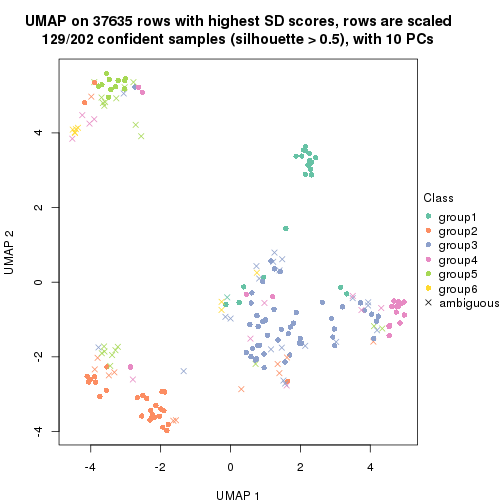 UMAP on 37635 rows with highest SD scores, rows are scaled
129/202 confident samples (silhouette > 0.5), with 10 PCs
4
2
0
-2
-4
UMAP 2
-4
-2
0
2
4
UMAP 1
Class
group1
group2
group3
group4
group5
group6
ambiguous